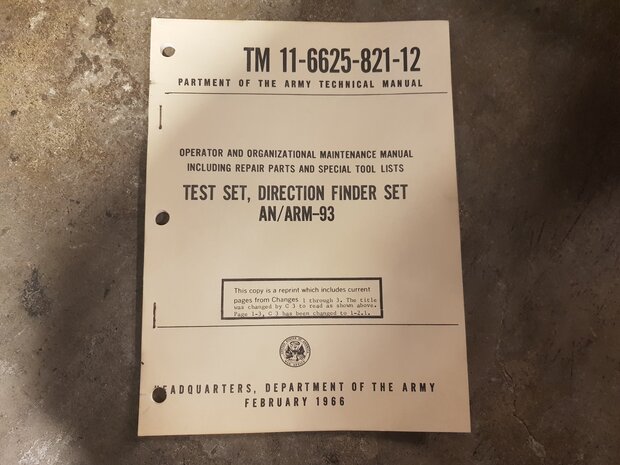 TM 11-6625-821-12
PARTMENT OF THE ARMY TECHNICAL MANUAL
OPERATOR AND ORGANIZATIONAL MAINTENANCE MANUAL
INCLUDING REPAIR PARTS AND SPECIAL TOOL LISTS
TEST SET, DIRECTION FINDER SET
AN/ARM-93
This copy is a reprint which includes current
pages from Changes 1 through 3. The title
was changed by C 3 to read as shown above.
Page 1-3, C 3 has been changed to 1-2.1.
EADQUARTERS, DEPARTMENT OF THE ARMY
FEBRUARY 1966